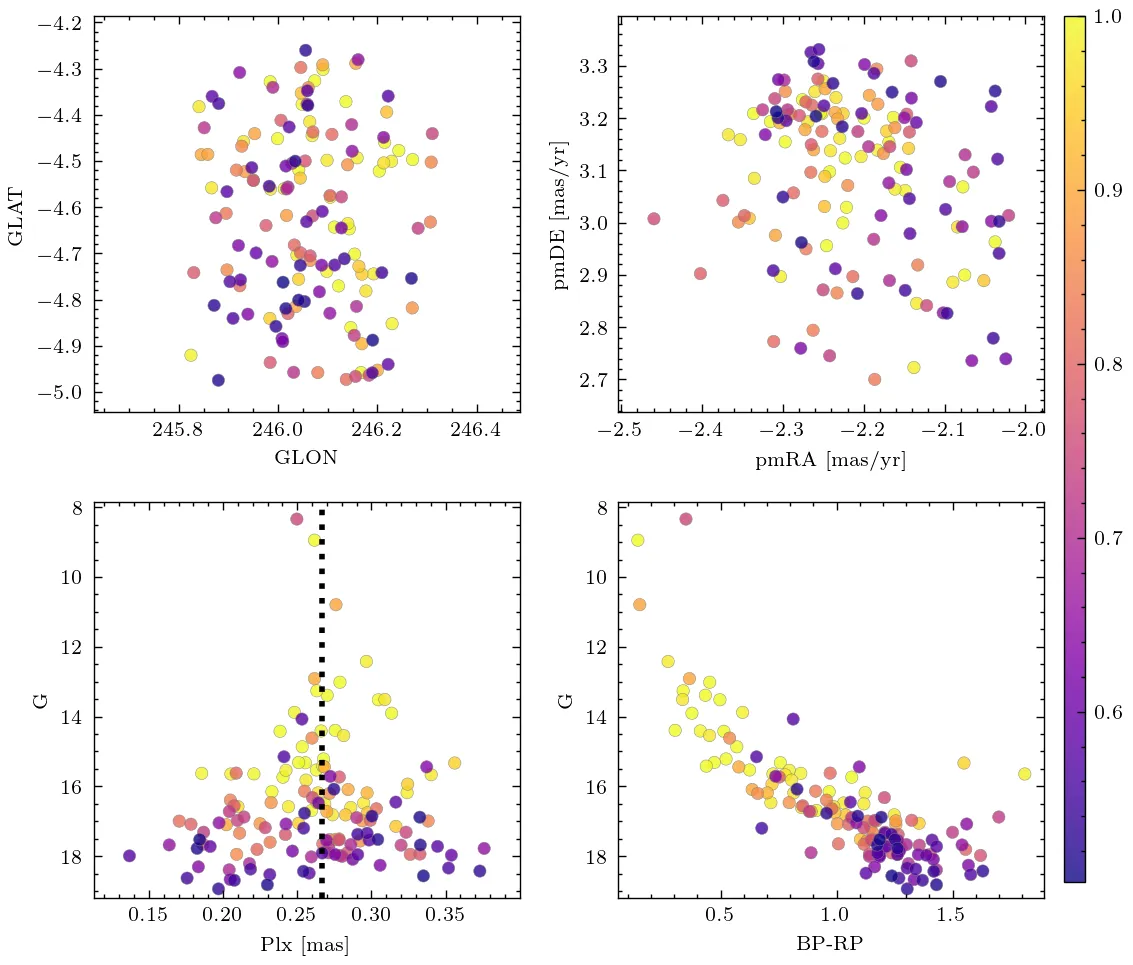 −4.2
−4.3
−4.4
−4.5
−4.6
−4.7
−4.8
−4.9
−5.0
GLAT
245.8 246.0 246.2 246.4
GLON
3.3
3.2
3.1
3.0
2.9
2.8
2.7
pmDE [mas/yr]
−2.5 −2.4 −2.3 −2.2 −2.1 −2.0
pmRA [mas/yr]
8
10
12
14
16
18
G
0.15 0.20 0.25 0.30 0.35
Plx [mas]
8
10
12
14
16
18
G
0.5 1.0 1.5
BP-RP
1.0
0.9
0.8
0.7
0.6